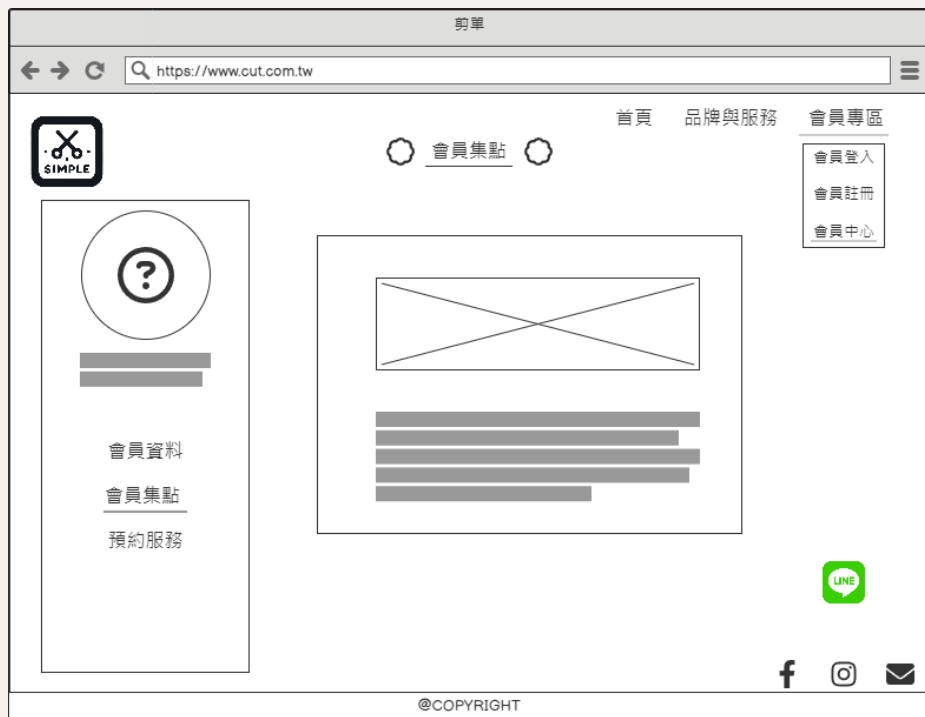 剪單
https://www.cut.com.tw
首頁 品牌與服務 會員專區
會員登入
會員註冊
會員中心
SIMPLE
會員集點
會員資料
會員集點
預約服務
LINE
@COPYRIGHT